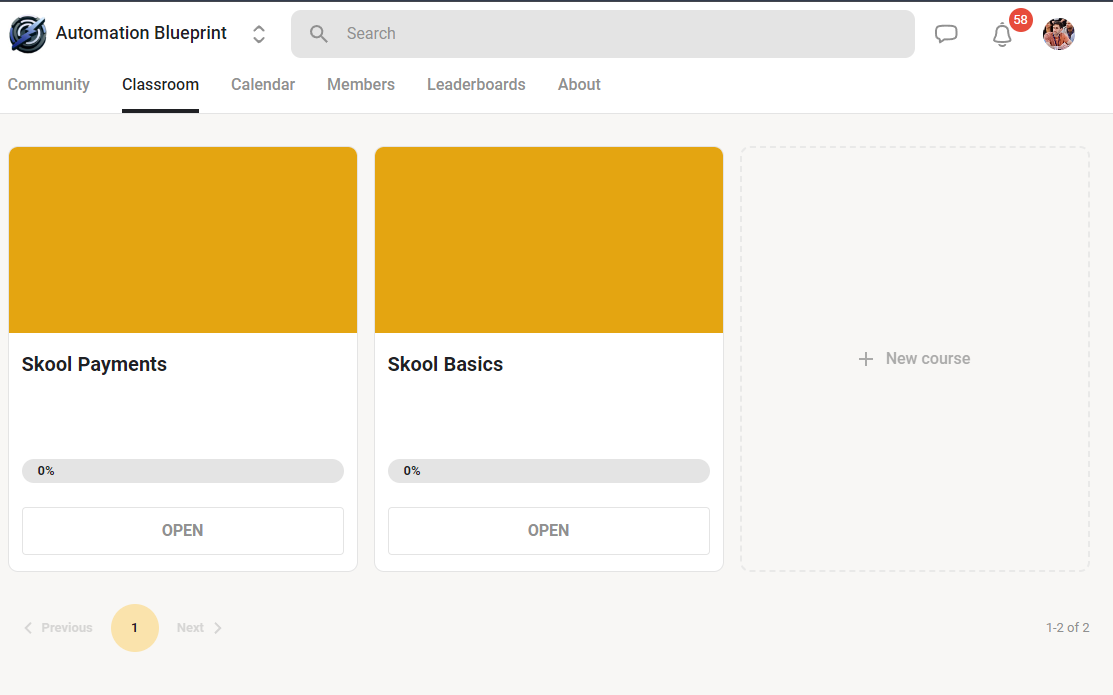 Automation Blueprint
Search
58
Community
Classroom
Calendar
Members
Leaderboards
About
Skool Payments
0%
OPEN
Skool Basics
0%
OPEN
New course
Previous
1
Next
1-2 of 2